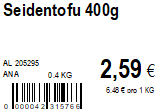 Seidentofu 400g
AL 205295
ANA 0.4 KG
2,59 €
6.48 € pro 1 KG
0 000042 315766